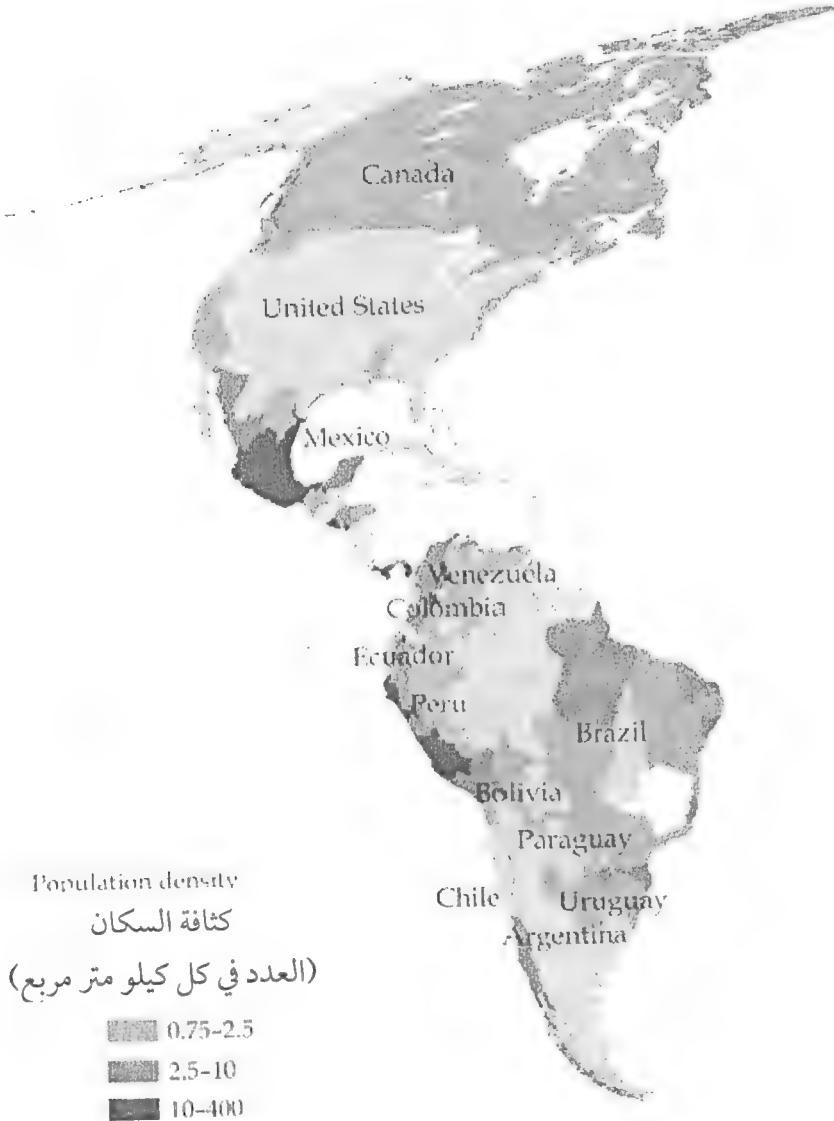 Canada
United States
Mexico
Venezuela
Colombia
Ecuador
Peru
Brazil
Bolivia
Paraguay
Chile
Uruguay
Argentina
Population density
كثافة السكان
(العدد في كل كيلو متر مربع)
0.75-2.5
2.5-10
10-400